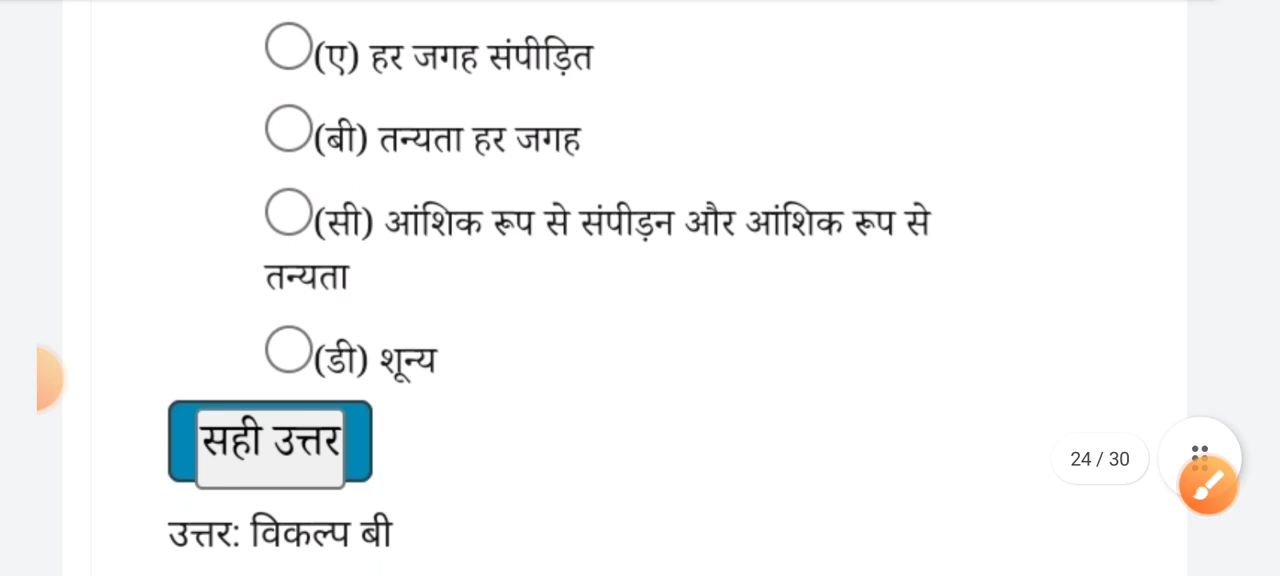 (ए) हर जगह संपीड़ित
(बी) तन्यता हर जगह
(सी) आंशिक रूप से संपीड़न और आंशिक रूप से
तन्यता
(डी) शून्य
सही उत्तर
24 / 30
उत्तर: विकल्प बी